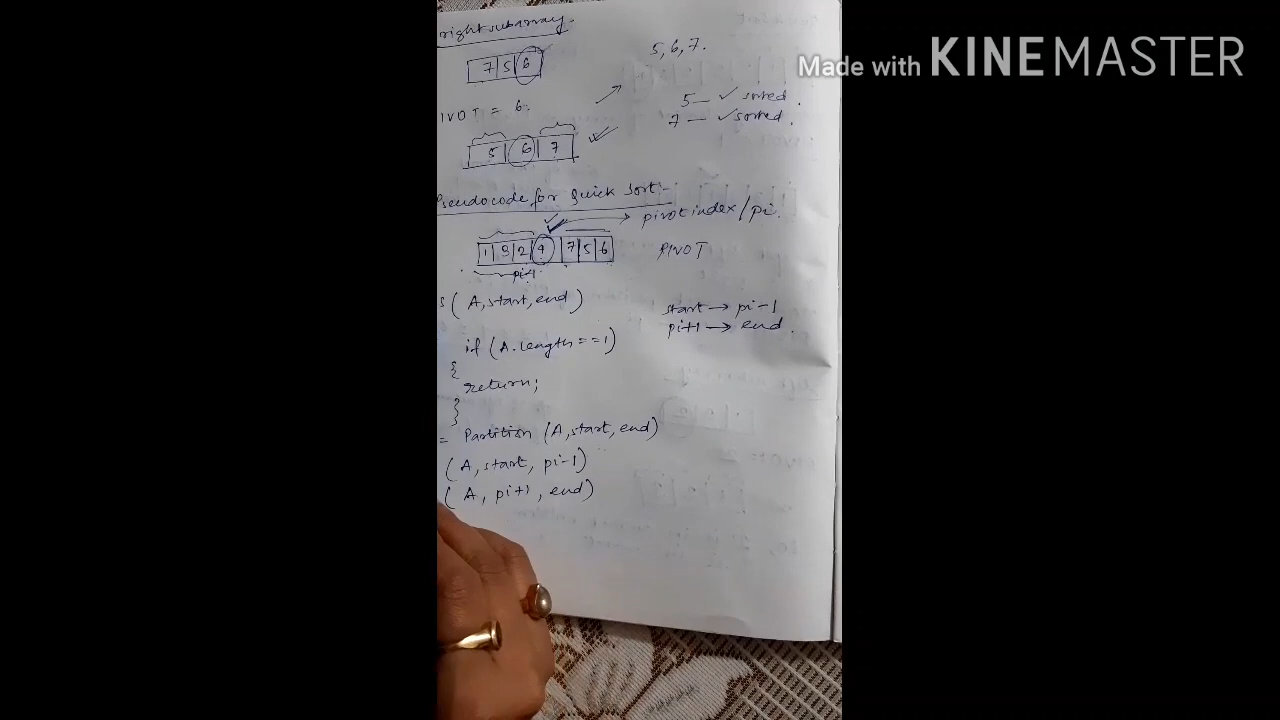 right subarray.
7 5 6
5, 6, 7.
Made with KINEMASTER
IVOT = 6.
5 — ✓ sorted.
7 — ✓ sorted.
5 6 7
Pseudocode for Quick Sort:-
pivot index/pi.
1 3 2 4 7 5 6
PIVOT
pi-1
s (A, start, end)
start → pi-1
pi+1 → end.
if (A.length == 1)
{
return;
}
= Partition (A, start, end)
(A, start, pi-1)
(A, pi+1, end)